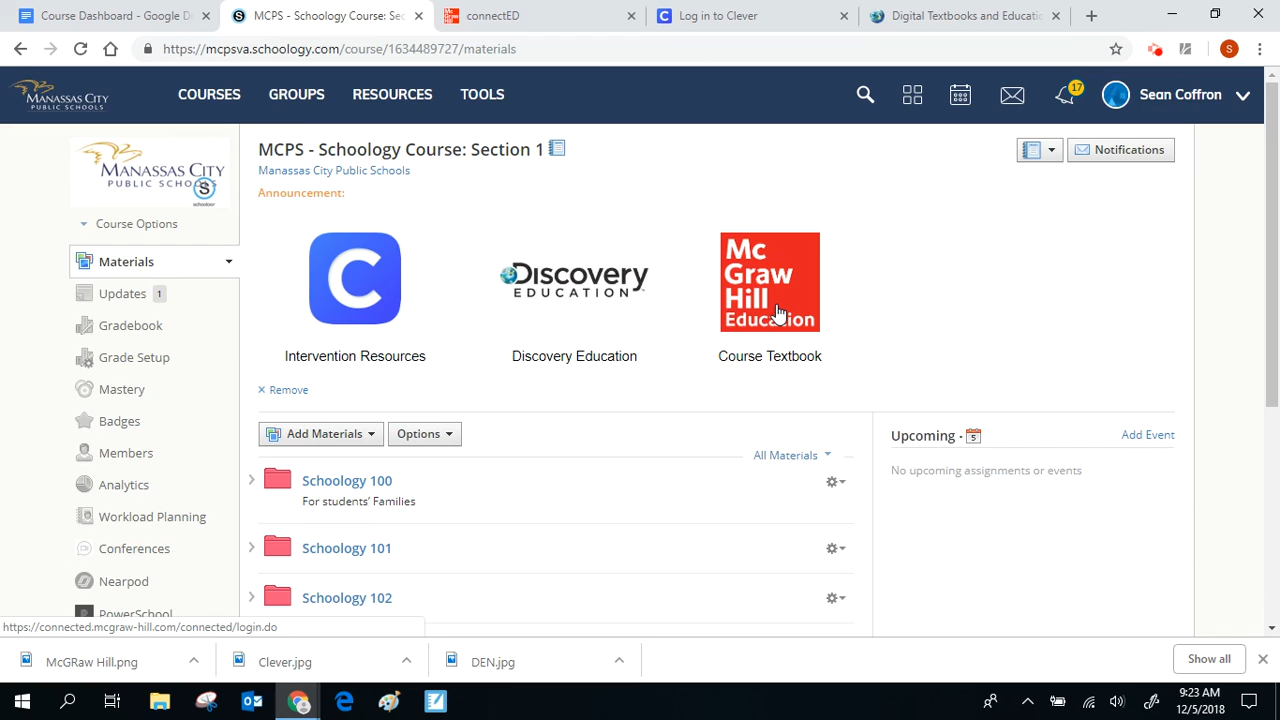 Course Dashboard - Google D
MCPS - Schoology Course: Sec
connectED
Log in to Clever
Digital Textbooks and Educatio
https://mcpsva.schoology.com/course/1634489727/materials
S
MANASSAS CITY
PUBLIC SCHOOLS
COURSES
GROUPS
RESOURCES
TOOLS
17
Sean Coffron
MANASSAS CITY
PUBLIC SCHOOLS
S
schoology
Course Options
Materials
Updates 1
Gradebook
Grade Setup
Mastery
Badges
Members
Analytics
Workload Planning
Conferences
Nearpod
PowerSchool
MCPS - Schoology Course: Section 1
Manassas City Public Schools
Announcement:
Notifications
C
Intervention Resources
Discovery
EDUCATION
Discovery Education
Mc
Graw
Hill
Education
Course Textbook
× Remove
Add Materials
Options
All Materials
Schoology 100
For students' Families
Schoology 101
Schoology 102
Upcoming · 5
Add Event
No upcoming assignments or events
https://connected.mcgraw-hill.com/connected/login.do
McGRaw Hill.png
Clever.jpg
DEN.jpg
Show all
9:23 AM
12/5/2018